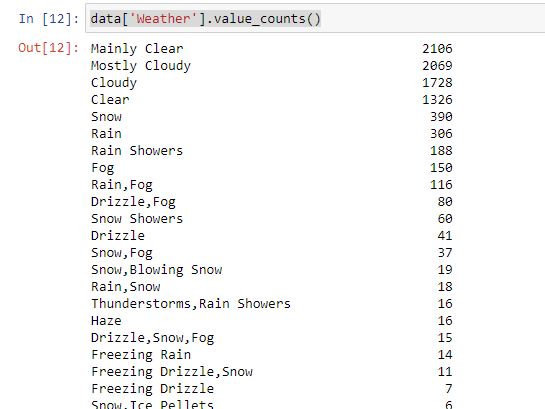 In [12]: data['Weather'].value_counts()
Out[12]: Mainly Clear 2106
Mostly Cloudy 2069
Cloudy 1728
Clear 1326
Snow 390
Rain 306
Rain Showers 188
Fog 150
Rain,Fog 116
Drizzle,Fog 80
Snow Showers 60
Drizzle 41
Snow,Fog 37
Snow,Blowing Snow 19
Rain,Snow 18
Thunderstorms,Rain Showers 16
Haze 16
Drizzle,Snow,Fog 15
Freezing Rain 14
Freezing Drizzle,Snow 11
Freezing Drizzle 7
Snow,Ice Pellets 6